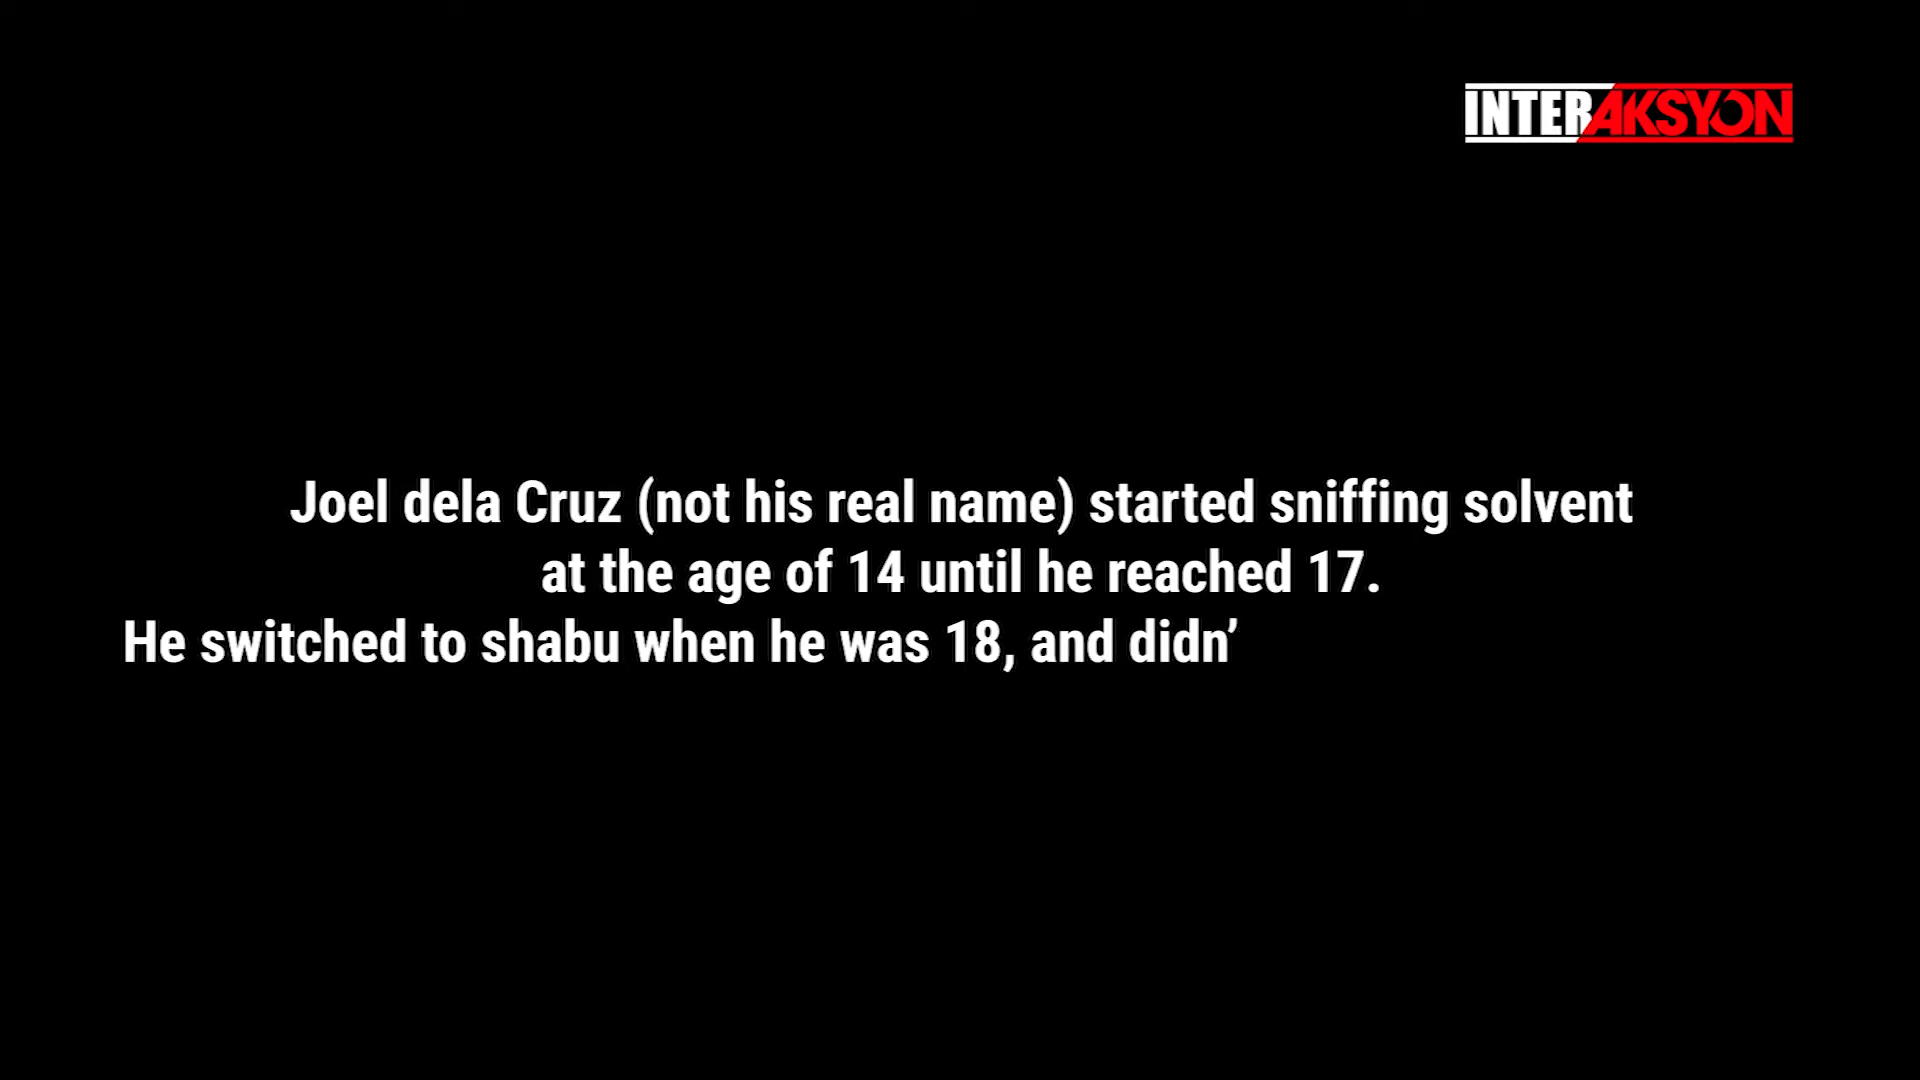 INTERAKSYON
Joel dela Cruz (not his real name) started sniffing solvent
at the age of 14 until he reached 17.
He switched to shabu when he was 18, and didn’